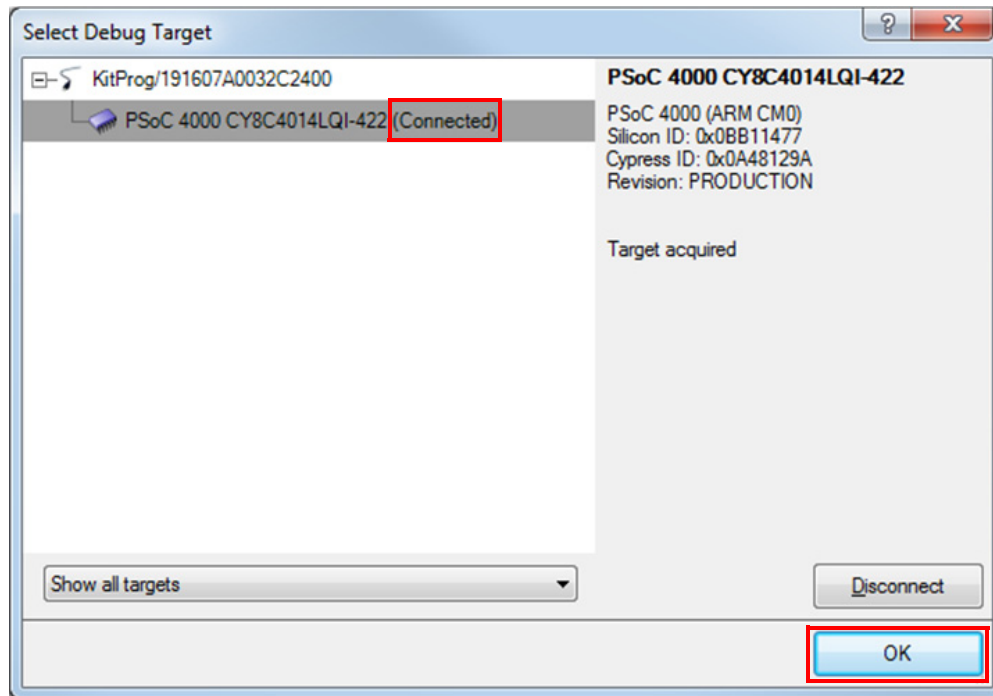 Select Debug Target
KitProg/191607A0032C2400
PSoC 4000 CY8C4014LQI-422 (Connected)
PSoC 4000 CY8C4014LQI-422
PSoC 4000 (ARM CM0)
Silicon ID: 0x0BB11477
Cypress ID: 0x0A48129A
Revision: PRODUCTION
Target acquired
Show all targets
Disconnect
OK